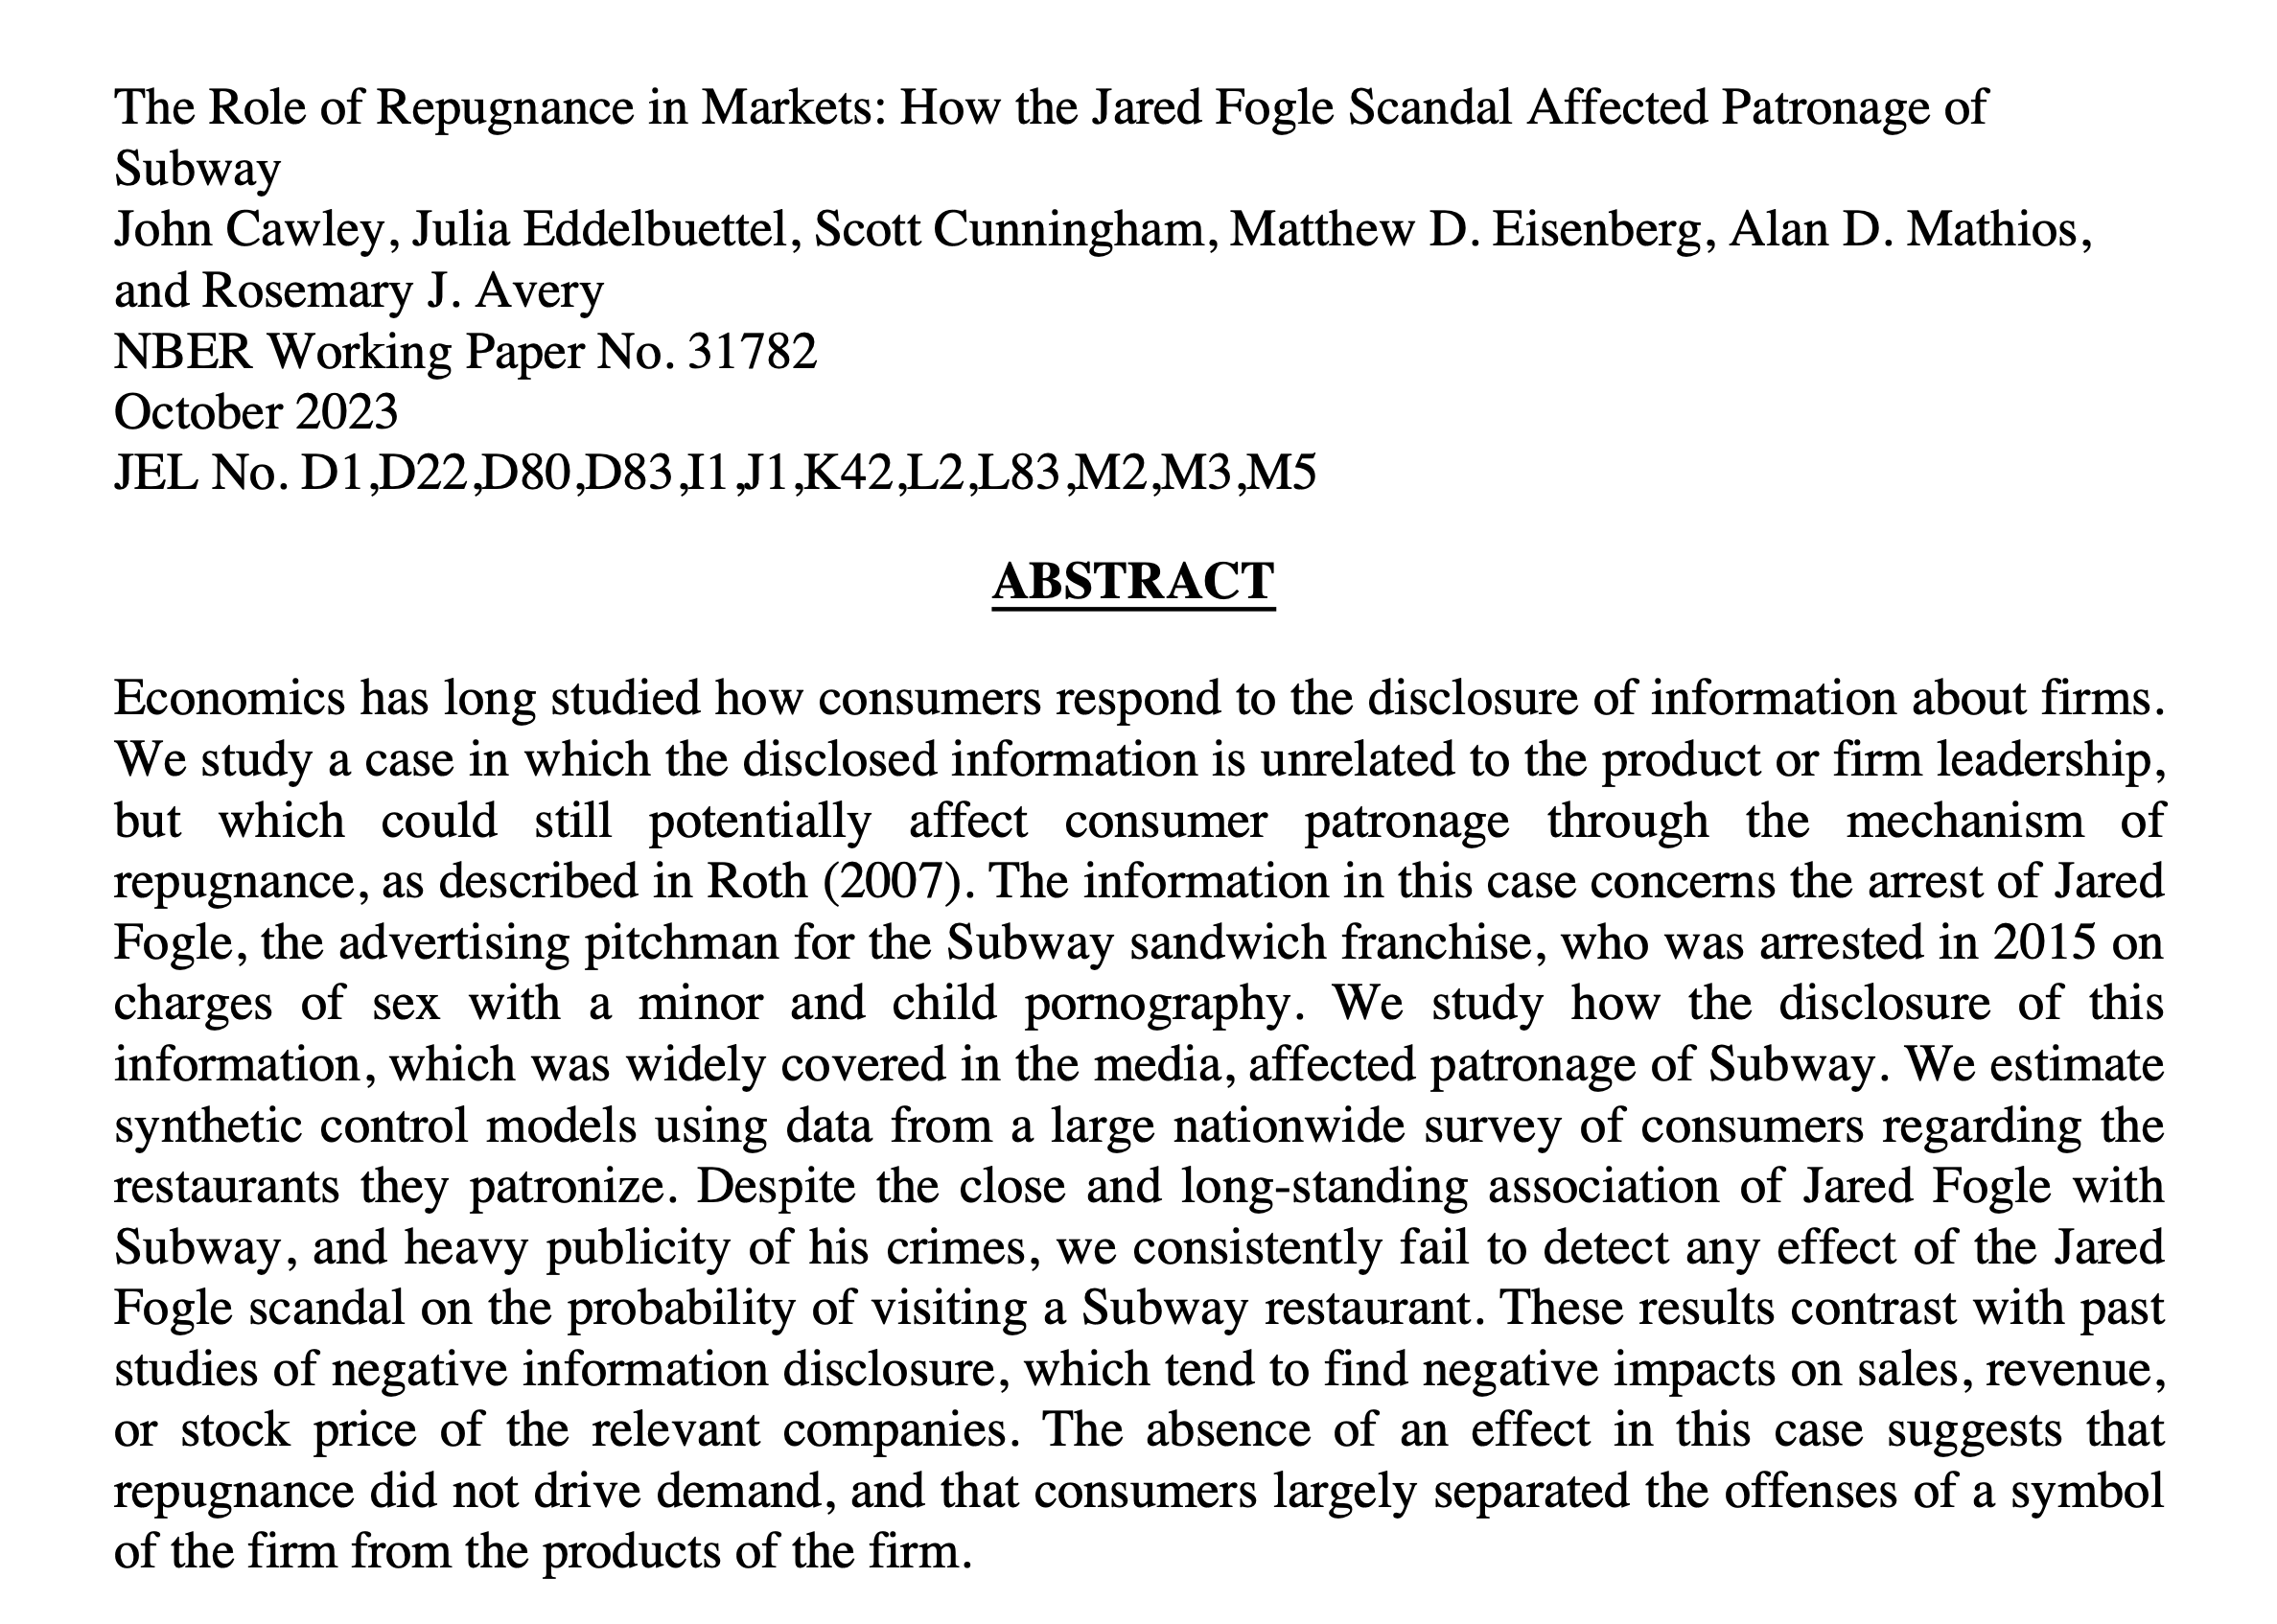 The Role of Repugnance in Markets: How the Jared Fogle Scandal Affected Patronage of
Subway
John Cawley, Julia Eddelbuettel, Scott Cunningham, Matthew D. Eisenberg, Alan D. Mathios,
and Rosemary J. Avery
NBER Working Paper No. 31782
October 2023
JEL No. D1,D22,D80,D83,I1,J1,K42,L2,L83,M2,M3,M5
ABSTRACT
Economics has long studied how consumers respond to the disclosure of information about firms.
We study a case in which the disclosed information is unrelated to the product or firm leadership,
but which could still potentially affect consumer patronage through the mechanism of
repugnance, as described in Roth (2007). The information in this case concerns the arrest of Jared
Fogle, the advertising pitchman for the Subway sandwich franchise, who was arrested in 2015 on
charges of sex with a minor and child pornography. We study how the disclosure of this
information, which was widely covered in the media, affected patronage of Subway. We estimate
synthetic control models using data from a large nationwide survey of consumers regarding the
restaurants they patronize. Despite the close and long-standing association of Jared Fogle with
Subway, and heavy publicity of his crimes, we consistently fail to detect any effect of the Jared
Fogle scandal on the probability of visiting a Subway restaurant. These results contrast with past
studies of negative information disclosure, which tend to find negative impacts on sales, revenue,
or stock price of the relevant companies. The absence of an effect in this case suggests that
repugnance did not drive demand, and that consumers largely separated the offenses of a symbol
of the firm from the products of the firm.